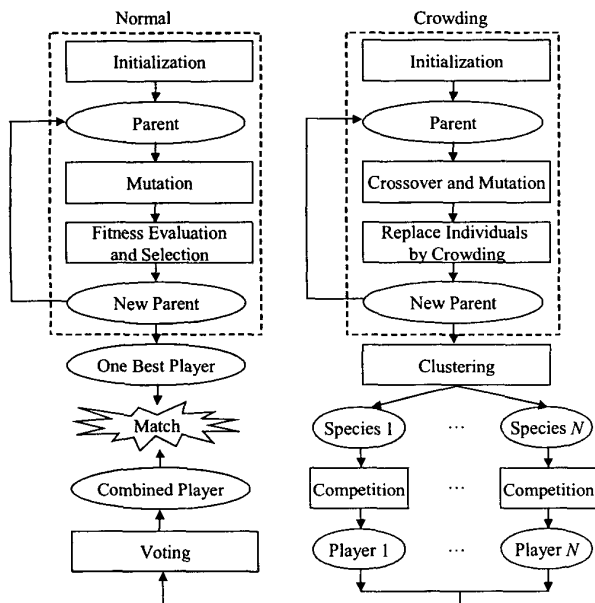 Normal
Initialization
Parent
Mutation
Fitness Evaluation
and Selection
New Parent
One Best Player
Match
Combined Player
Voting
Crowding
Initialization
Parent
Crossover and Mutation
Replace Individuals
by Crowding
New Parent
Clustering
Species 1 ... Species N
Competition ... Competition
Player 1 ... Player N